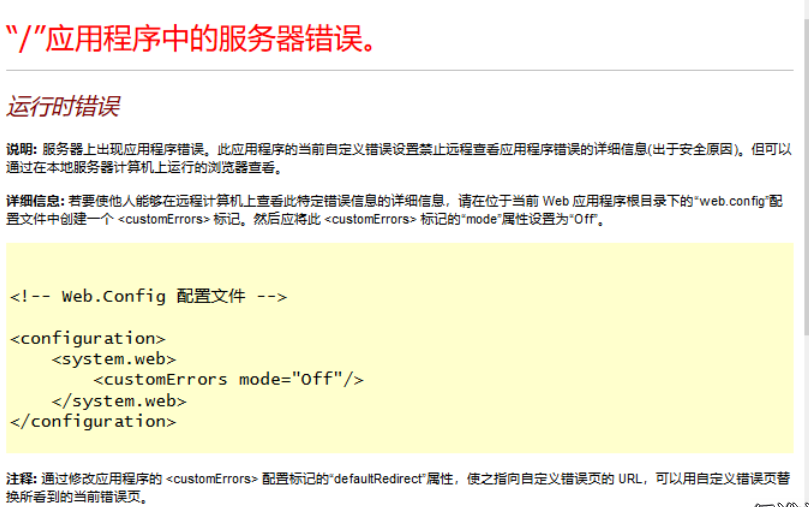 “/”应用程序中的服务器错误。
运行时错误
说明: 服务器上出现应用程序错误。此应用程序的当前自定义错误设置禁止远程查看应用程序错误的详细信息(出于安全原因)。但可以
通过在本地服务器计算机上运行的浏览器查看。
详细信息: 若要使他人能够在远程计算机上查看此特定错误信息的详细信息，请在位于当前 Web 应用程序根目录下的“web.config”配
置文件中创建一个 <customErrors> 标记。然后应将此 <customErrors> 标记的“mode”属性设置为“Off”。
<!-- Web.Config 配置文件 -->
<configuration>
    <system.web>
        <customErrors mode="Off"/>
    </system.web>
</configuration>
注释: 通过修改应用程序的 <customErrors> 配置标记的“defaultRedirect”属性，使之指向自定义错误页的 URL，可以用自定义错误页替
换所看到的当前错误页。